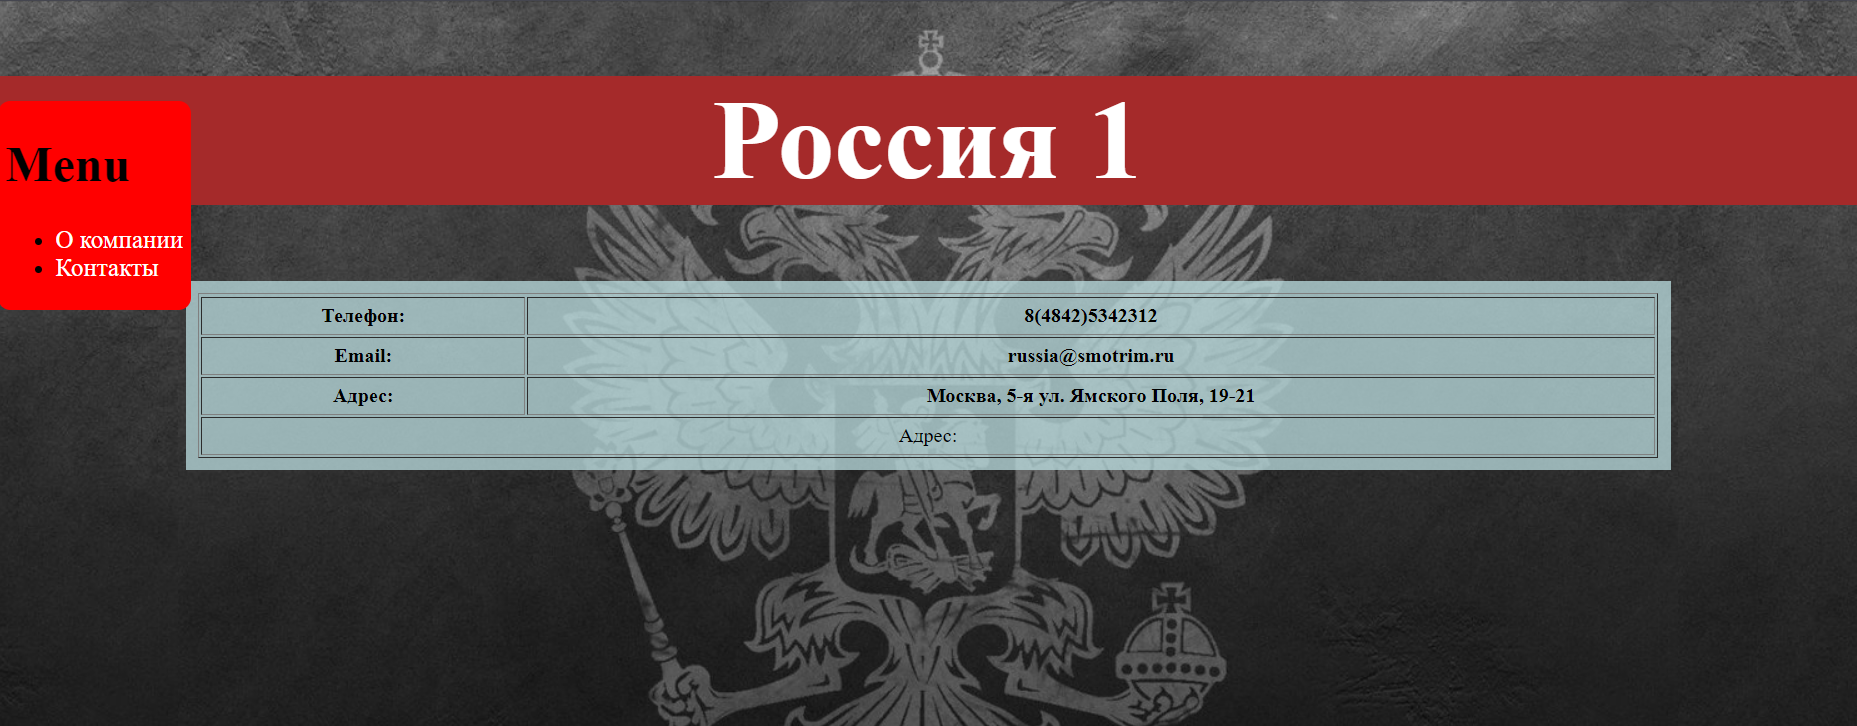 Россия 1
Menu
О компании
Контакты
Телефон: 8(4842)5342312
Email: russia@smotrim.ru
Адрес: Москва, 5-я ул. Ямского Поля, 19-21
Адрес: